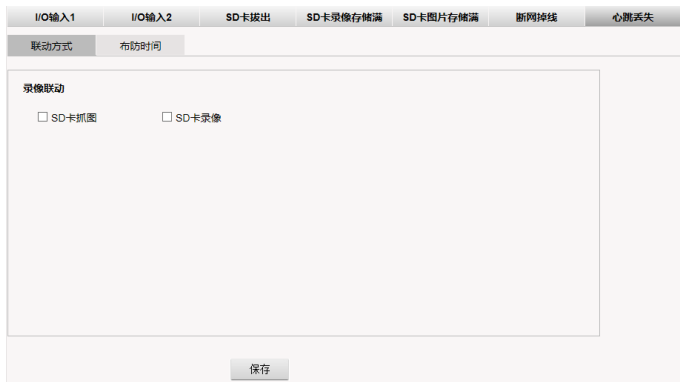 I/O输入1 I/O输入2 SD卡拔出 SD卡录像存储满 SD卡图片存储满 断网掉线 心跳丢失
联动方式 布防时间
录像联动
SD卡抓图 SD卡录像
保存